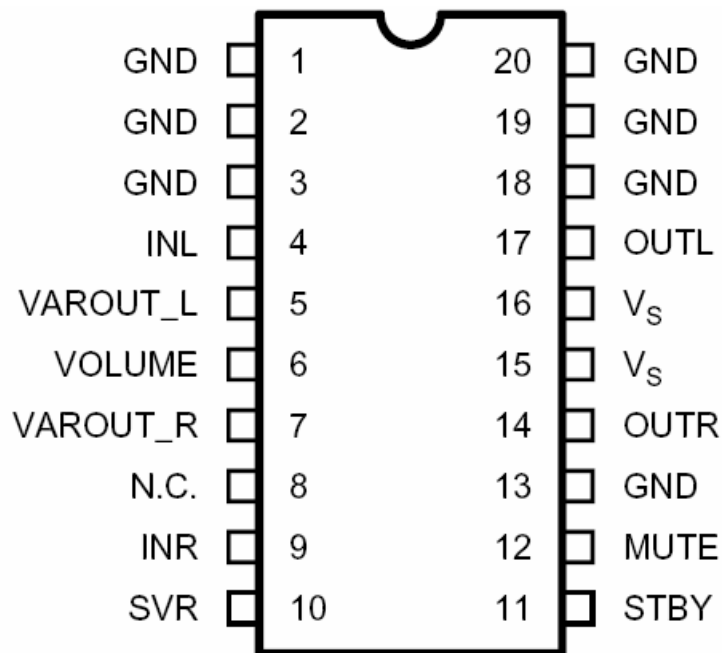 GND 1 20 GND
GND 2 19 GND
GND 3 18 GND
INL 4 17 OUTL
VAROUT_L 5 16 VS
VOLUME 6 15 VS
VAROUT_R 7 14 OUTR
N.C. 8 13 GND
INR 9 12 MUTE
SVR 10 11 STBY